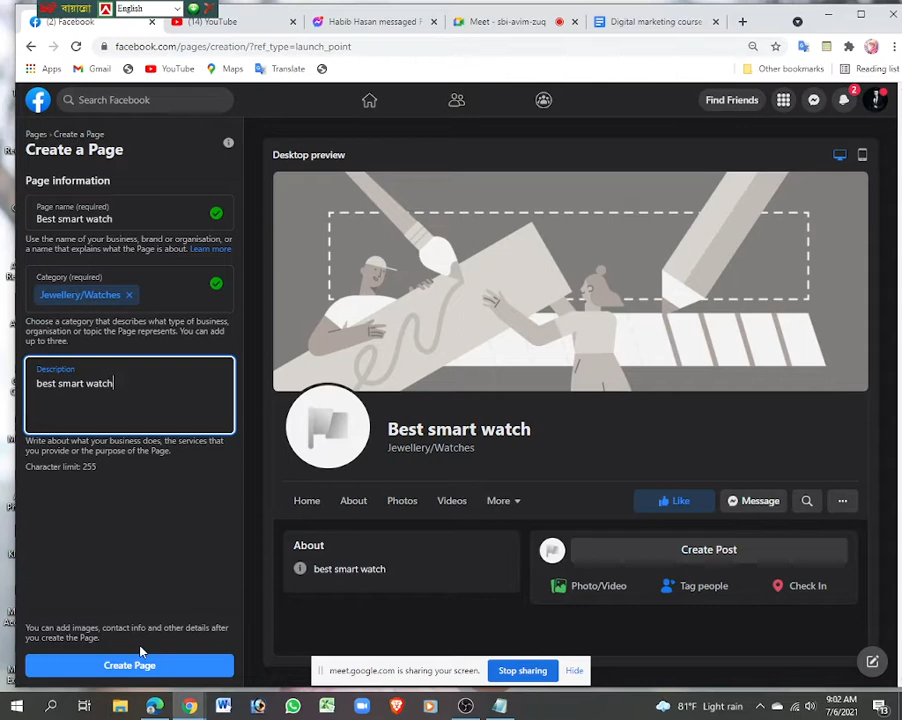 বায়ান্নো
English
(2) Facebook
(14) YouTube
Habib Hasan messaged
Meet - sbi-avim-zuq
Digital marketing course
facebook.com/pages/creation/?ref_type=launch_point
Apps
Gmail
YouTube
Maps
Translate
Other bookmarks
Reading list
Search Facebook
Find Friends
2
Pages › Create a Page
Create a Page
Page information
Page name (required)
Best smart watch
Use the name of your business, brand or organisation, or
a name that explains what the Page is about. Learn more
Category (required)
Jewellery/Watches
Choose a category that describes what type of business,
organisation or topic the Page represents. You can add
up to three.
Description
best smart watch
Write about what your business does, the services that
you provide or the purpose of the Page.
Character limit: 255
You can add images, contact info and other details after
you create the Page.
Create Page
Desktop preview
Best smart watch
Jewellery/Watches
Home
About
Photos
Videos
More
Like
Message
About
best smart watch
Create Post
Photo/Video
Tag people
Check In
meet.google.com is sharing your screen.
Stop sharing
Hide
81°F Light rain
9:02 AM
7/6/2021